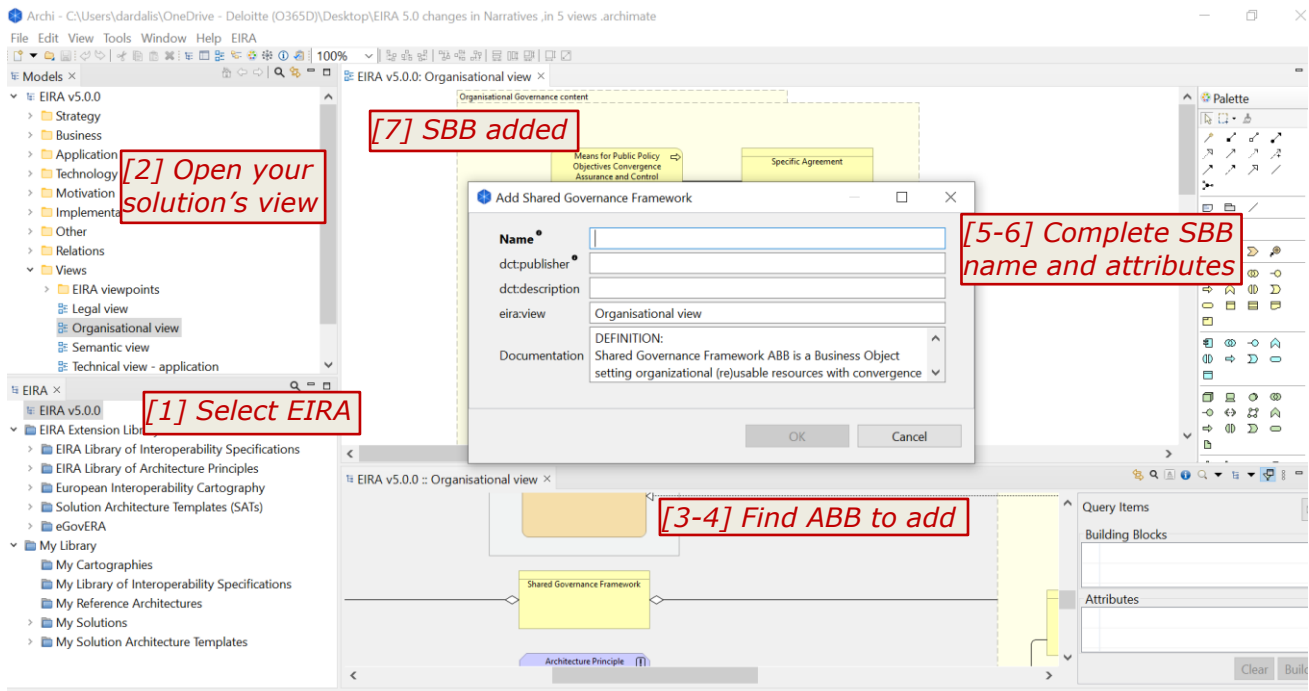 Archi - C:\Users\dardalis\OneDrive - Deloitte (O365D)\Desktop\EIRA 5.0 changes in Narratives ,in 5 views .archimate
File Edit View Tools Window Help EIRA
100%
Models
EIRA v5.0.0
Strategy
Business
Application
Technology
Motivation
Implementa
Other
Relations
Views
EIRA viewpoints
Legal view
Organisational view
Semantic view
Technical view - application
[2] Open your
solution's view
EIRA
EIRA v5.0.0
[1] Select EIRA
EIRA Extension Lib
EIRA Library of Interoperability Specifications
EIRA Library of Architecture Principles
European Interoperability Cartography
Solution Architecture Templates (SATs)
eGovERA
My Library
My Cartographies
My Library of Interoperability Specifications
My Reference Architectures
My Solutions
My Solution Architecture Templates
EIRA v5.0.0: Organisational view
Organisational Governance content
[7] SBB added
Means for Public Policy
Objectives Convergence
Assurance and Control
Specific Agreement
Add Shared Governance Framework
Name
dct:publisher
dct:description
eira:view Organisational view
Documentation
DEFINITION:
Shared Governance Framework ABB is a Business Object
setting organizational (re)usable resources with convergence
OK Cancel
[5-6] Complete SBB
name and attributes
Palette
EIRA v5.0.0 :: Organisational view
[3-4] Find ABB to add
Shared Governance Framework
Architecture Principle
Query Items
Building Blocks
Attributes
Clear Buil